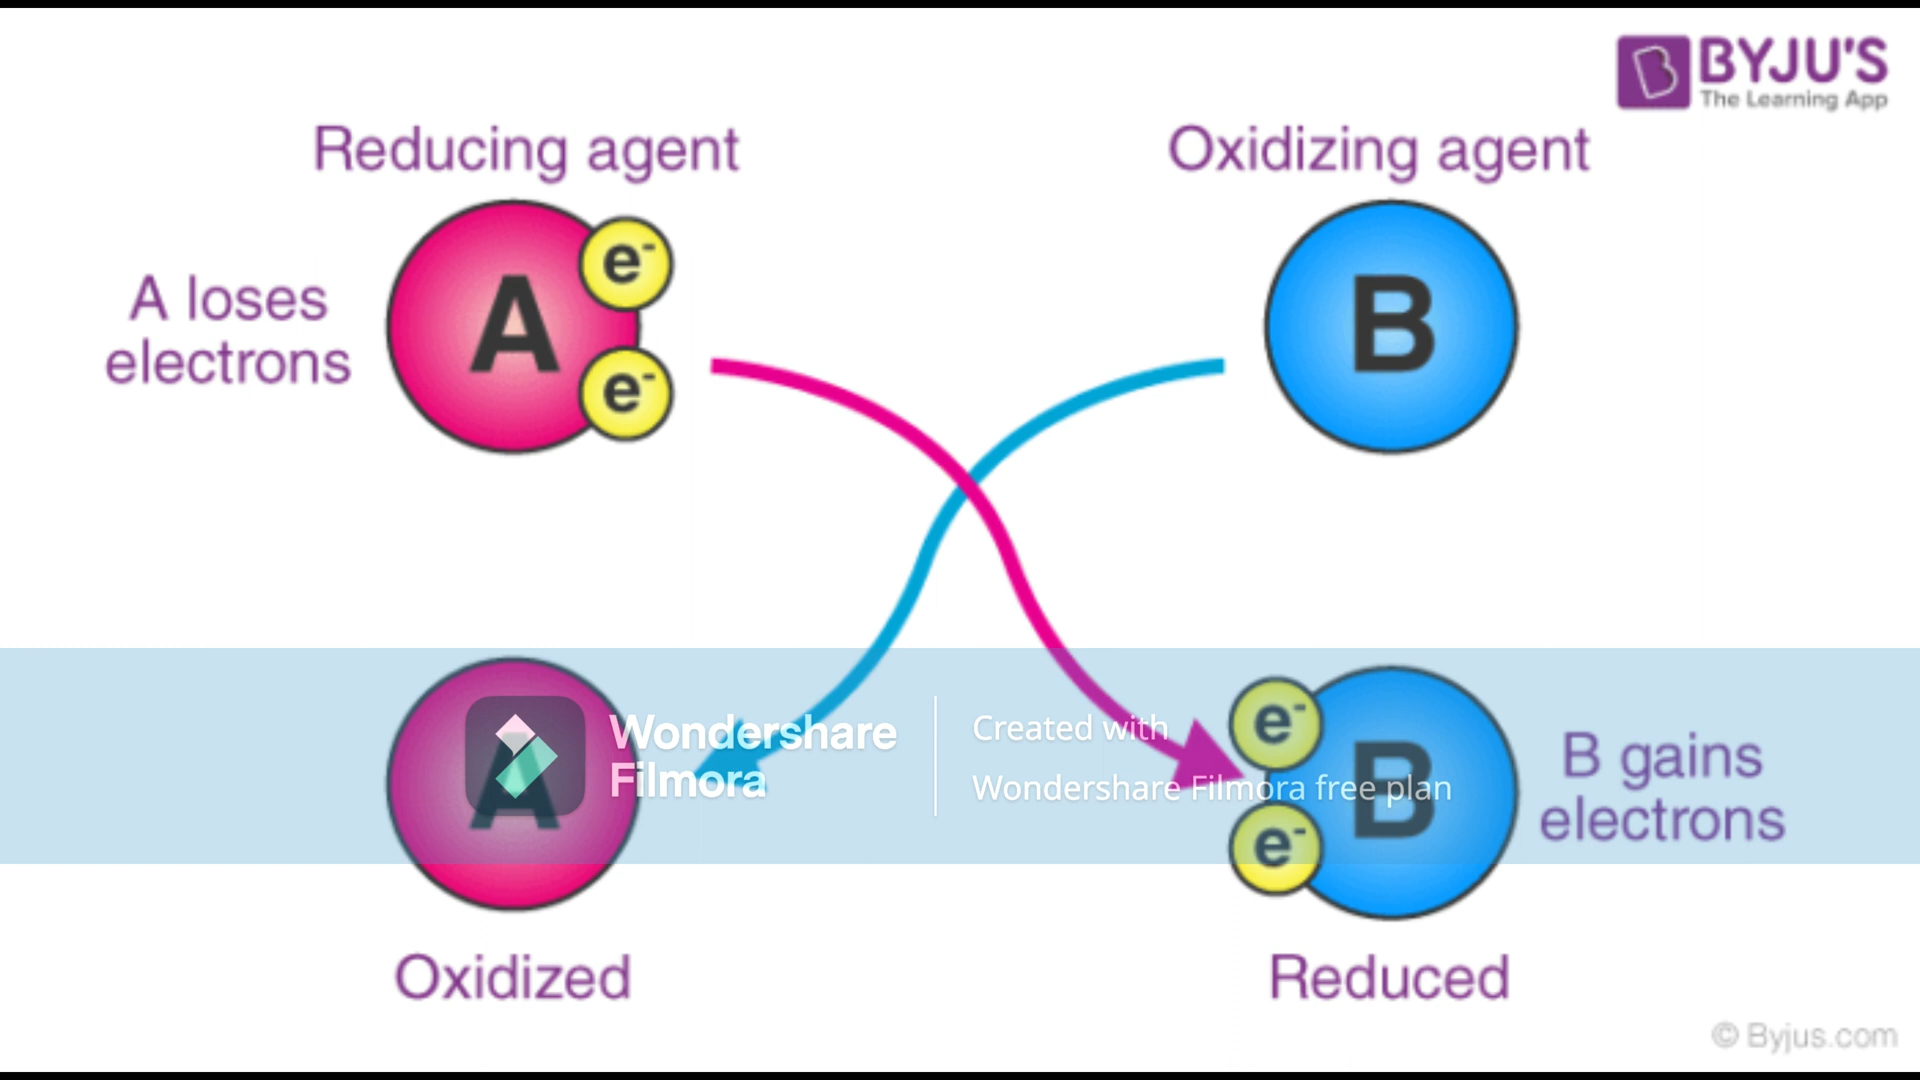 BYJU'S
The Learning App
Reducing agent
Oxidizing agent
A loses
electrons
A
e-
e-
B
A
Wondershare
Filmora
Created with
Wondershare Filmora free plan
e-
e-
B
B gains
electrons
Oxidized
Reduced
© Byjus.com